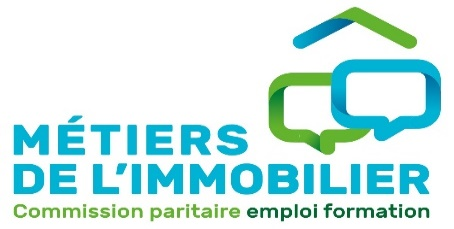 MÉTIERS
DE L'IMMOBILIER
Commission paritaire emploi formation